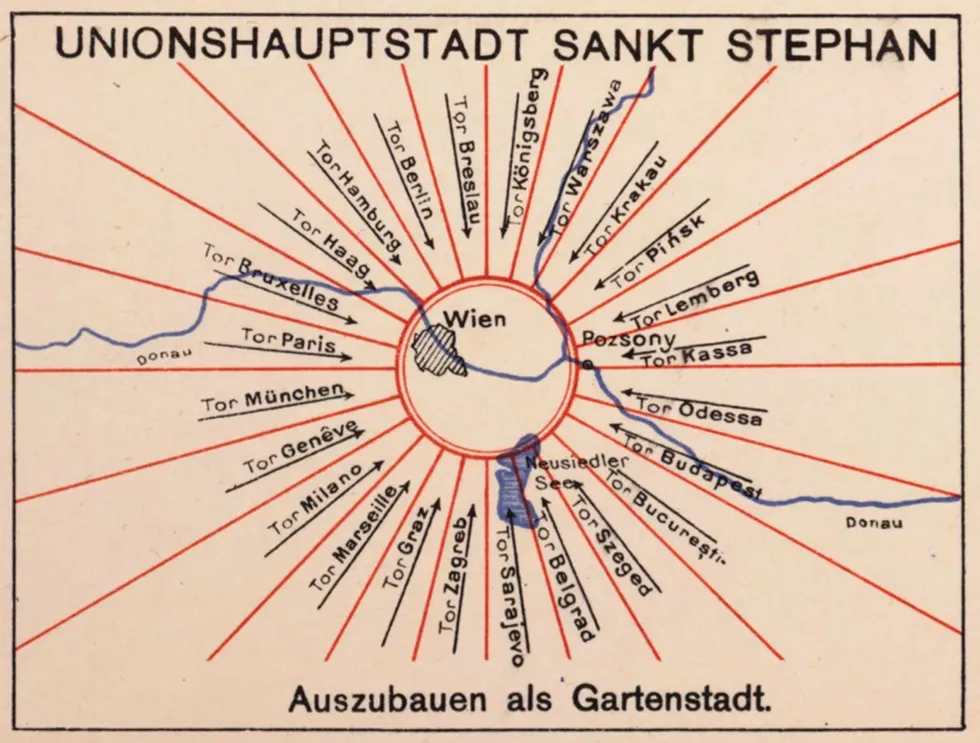 UNIONSHAUPTSTADT SANKT STEPHAN
Tor Bruxelles
Tor Haag
Tor Hamburg
Tor Berlin
Tor Breslau
Tor Königsberg
Tor Warszawa
Tor Krakau
Tor Pińsk
Tor Lemberg
Tor Kassa
Tor Odessa
Tor Budapest
Tor Bucureşti
Tor Szeged
Tor Belgrad
Tor Sarajevo
Tor Zagreb
Tor Graz
Tor Marseille
Tor Milano
Tor Genêve
Tor München
Tor Paris
Donau
Wien
Pozsony
Neusiedler
See
Donau
Auszubauen als Gartenstadt.